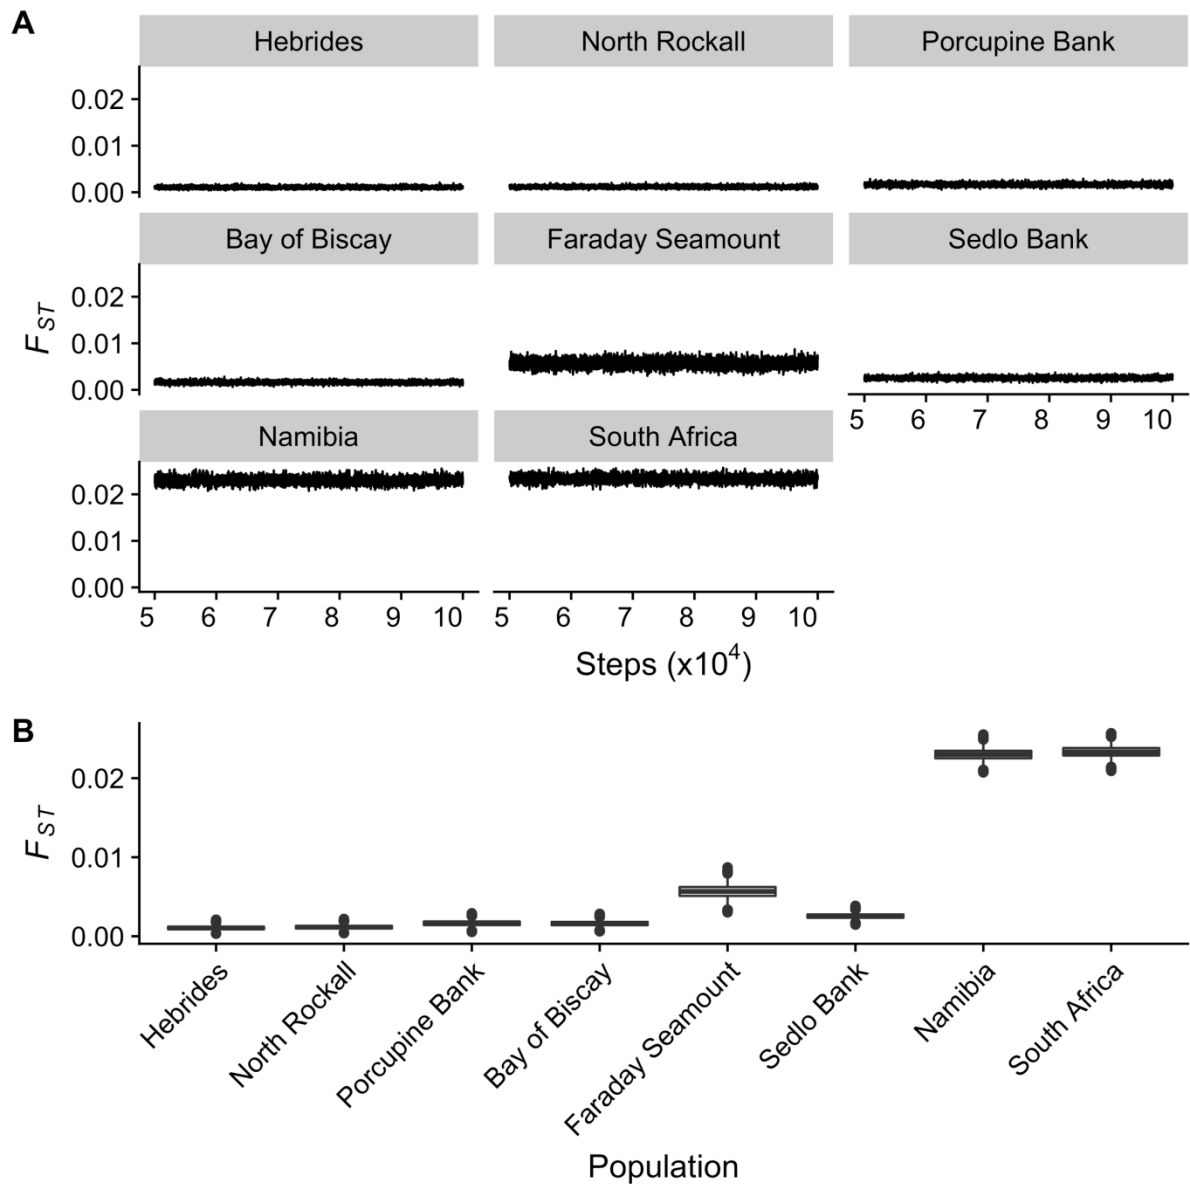 A
Hebrides North Rockall Porcupine Bank
0.02
0.01
0.00
Bay of Biscay Faraday Seamount Sedlo Bank
0.02
0.01
0.00
5 6 7 8 9 10
F_ST
Namibia South Africa
0.02
0.01
0.00
5 6 7 8 9 10 5 6 7 8 9 10
Steps (x10⁴)
B
0.02
0.01
0.00
F_ST
Hebrides
North Rockall
Porcupine Bank
Bay of Biscay
Faraday Seamount
Sedlo Bank
Namibia
South Africa
Population